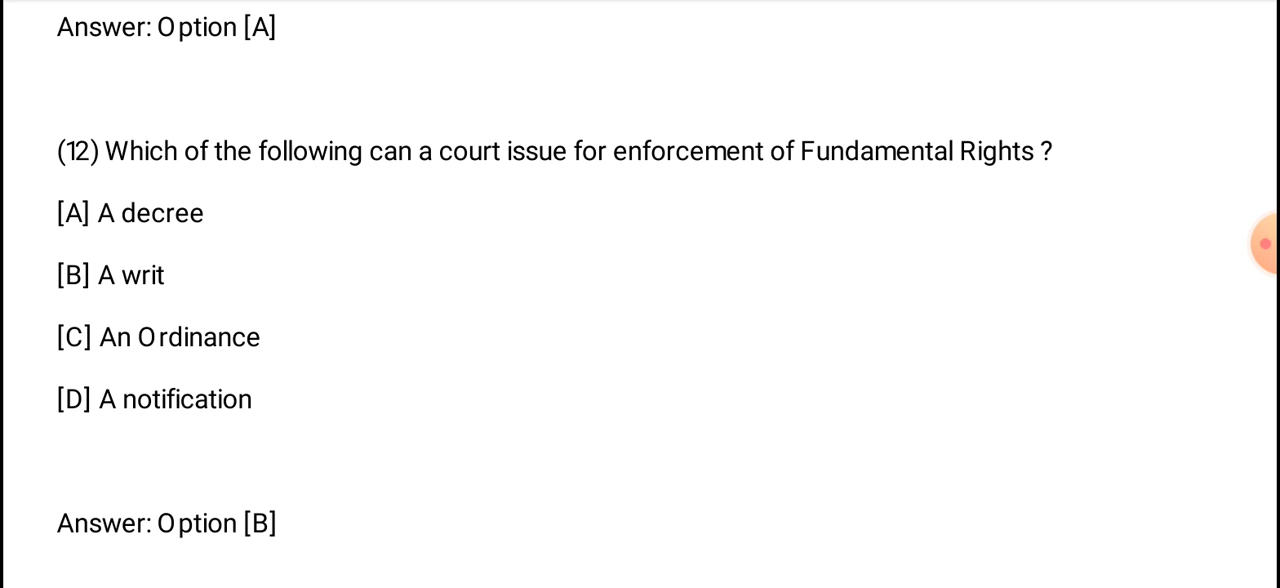 Answer: Option [A]
(12) Which of the following can a court issue for enforcement of Fundamental Rights ?
[A] A decree
[B] A writ
[C] An Ordinance
[D] A notification
Answer: Option [B]